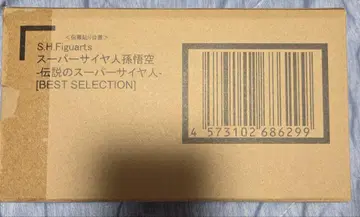 S.H.Figuarts
スーパーサイヤ人孫悟空
-伝説のスーパーサイヤ人-
[BEST SELECTION]
4 573102 686299